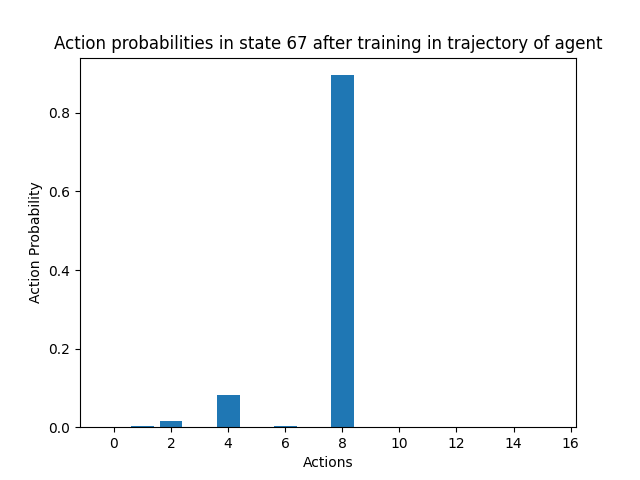 Action probabilities in state 67 after training in trajectory of agent
Action Probability
0.8
0.6
0.4
0.2
0.0
0 2 4 6 8 10 12 14 16
Actions